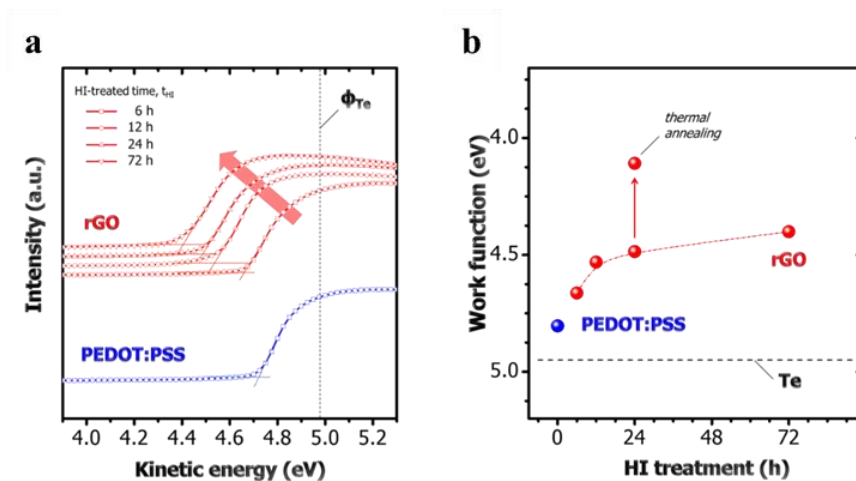 a
HI-treated time, tHI
6 h
12 h
24 h
72 h
ΦTe
rGO
PEDOT:PSS
Intensity (a.u.)
4.0 4.2 4.4 4.6 4.8 5.0 5.2
Kinetic energy (eV)
b
thermal
annealing
rGO
PEDOT:PSS
Te
Work function (eV)
4.0
4.5
5.0
0 24 48 72
HI treatment (h)